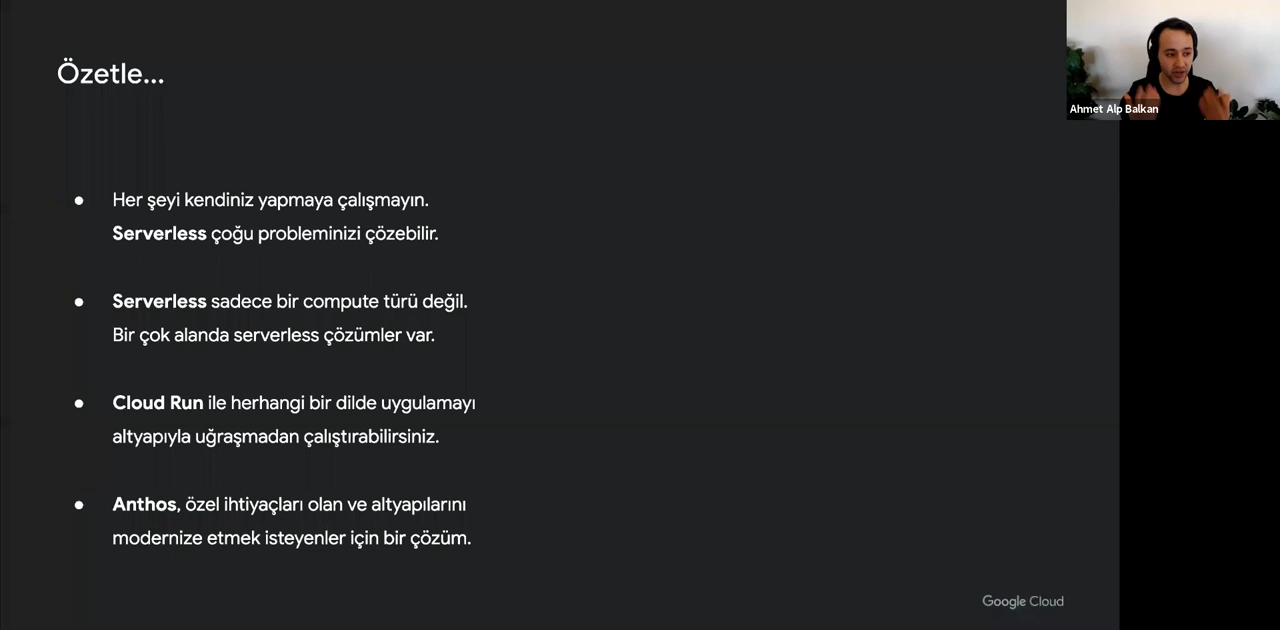 Özetle...
Ahmet Alp Balkan
● Her şeyi kendiniz yapmaya çalışmayın.
Serverless çoğu probleminizi çözebilir.
● Serverless sadece bir compute türü değil.
Bir çok alanda serverless çözümler var.
● Cloud Run ile herhangi bir dilde uygulamayı
altyapıyla uğraşmadan çalıştırabilirsiniz.
● Anthos, özel ihtiyaçları olan ve altyapılarını
modernize etmek isteyenler için bir çözüm.
Google Cloud